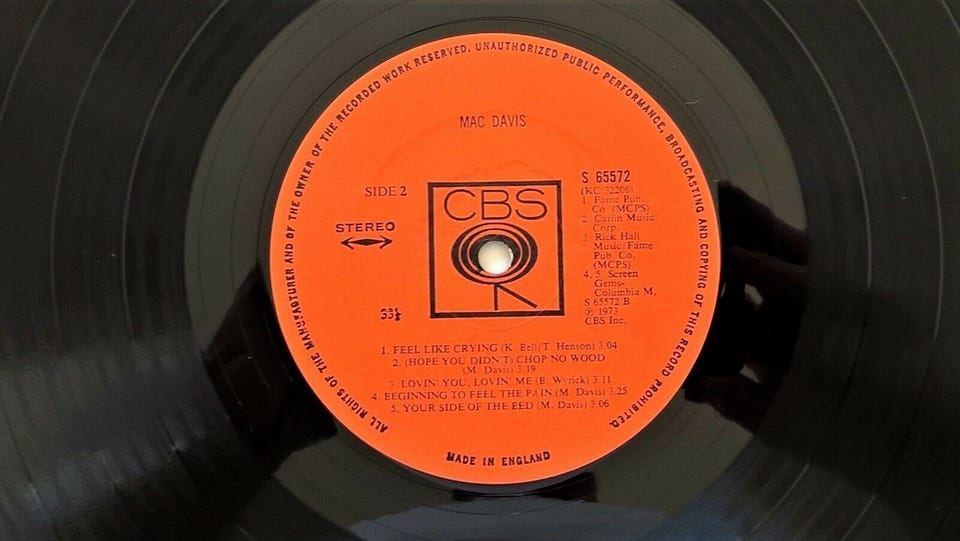 ALL RIGHTS OF THE MANUFACTURER AND OF THE OWNER OF THE RECORDED WORK RESERVED. UNAUTHORIZED PUBLIC PERFORMANCE, BROADCASTING AND COPYING OF THIS RECORD PROHIBITED.
MAC DAVIS
SIDE 2
STEREO
33⅓
CBS
S 65572
(KC 32206)
1. Fame Pub.
Co. (MCPS)
2. Carlin Music
Corp.
3. Rick Hall
Music/Fame
Pub. Co.
(MCPS)
4, 5. Screen
Gems-
Columbia M.
S 65572 B
℗ 1973
CBS Inc.
1. FEEL LIKE CRYING (K. Bell/T. Henson) 3.04
2. (HOPE YOU DIDN'T) CHOP NO WOOD
(M. Davis) 3.19
3. LOVIN' YOU, LOVIN' ME (B. Wyrick) 3.11
4. BEGINNING TO FEEL THE PAIN (M. Davis) 3.25
5. YOUR SIDE OF THE BED (M. Davis) 3.06
MADE IN ENGLAND